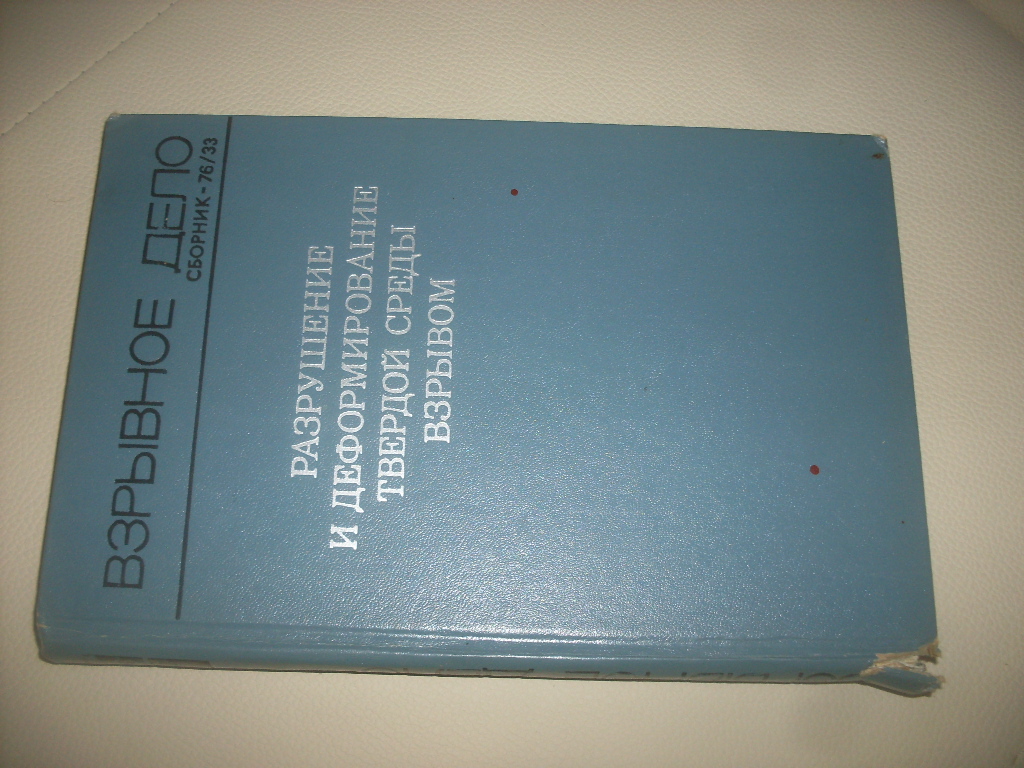 ВЗРЫВНОЕ ДЕЛО
СБОРНИК-76/33
РАЗРУШЕНИЕ
И ДЕФОРМИРОВАНИЕ
ТВЕРДОЙ СРЕДЫ
ВЗРЫВОМ